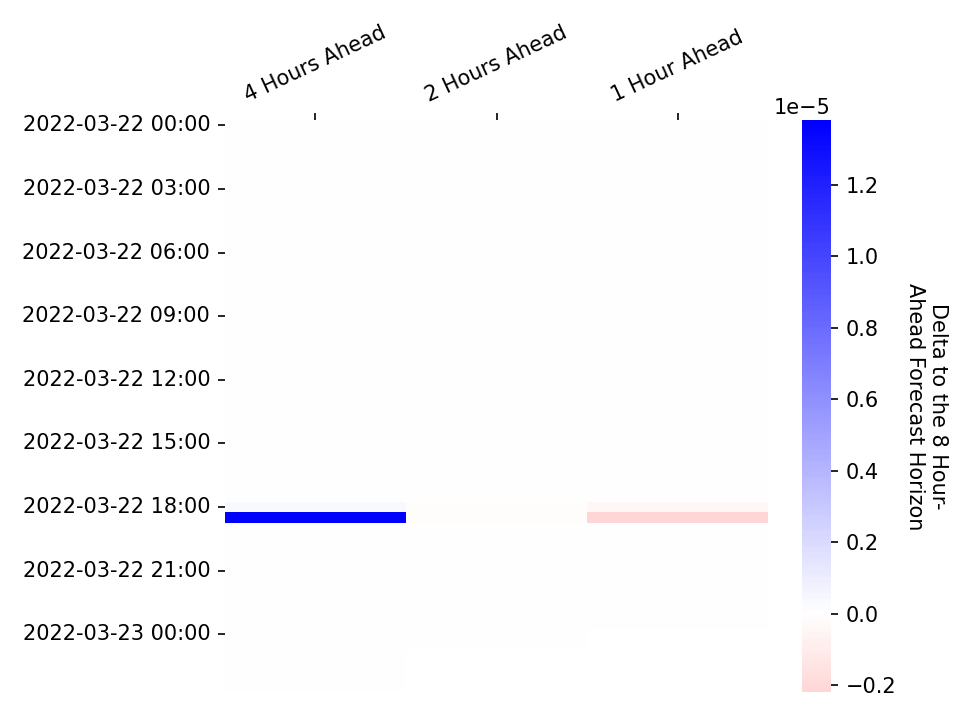 4 Hours Ahead
2 Hours Ahead
1 Hour Ahead
1e−5
2022-03-22 00:00
2022-03-22 03:00
2022-03-22 06:00
2022-03-22 09:00
2022-03-22 12:00
2022-03-22 15:00
2022-03-22 18:00
2022-03-22 21:00
2022-03-23 00:00
1.2
1.0
0.8
0.6
0.4
0.2
0.0
−0.2
Delta to the 8 Hour-
Ahead Forecast Horizon